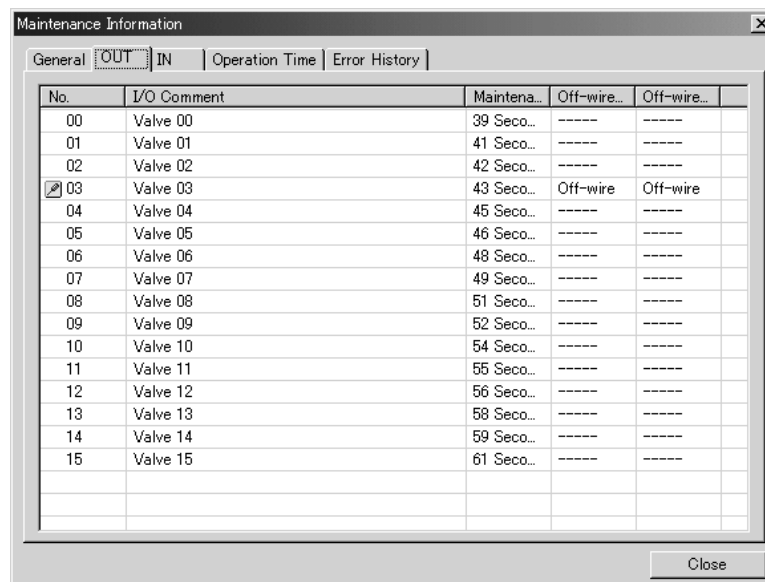 Maintenance Information
General OUT IN Operation Time Error History
No. I/O Comment Maintena... Off-wire... Off-wire...
00 Valve 00 39 Seco... ----- -----
01 Valve 01 41 Seco... ----- -----
02 Valve 02 42 Seco... ----- -----
03 Valve 03 43 Seco... Off-wire Off-wire
04 Valve 04 45 Seco... ----- -----
05 Valve 05 46 Seco... ----- -----
06 Valve 06 48 Seco... ----- -----
07 Valve 07 49 Seco... ----- -----
08 Valve 08 51 Seco... ----- -----
09 Valve 09 52 Seco... ----- -----
10 Valve 10 54 Seco... ----- -----
11 Valve 11 55 Seco... ----- -----
12 Valve 12 56 Seco... ----- -----
13 Valve 13 58 Seco... ----- -----
14 Valve 14 59 Seco... ----- -----
15 Valve 15 61 Seco... ----- -----
Close